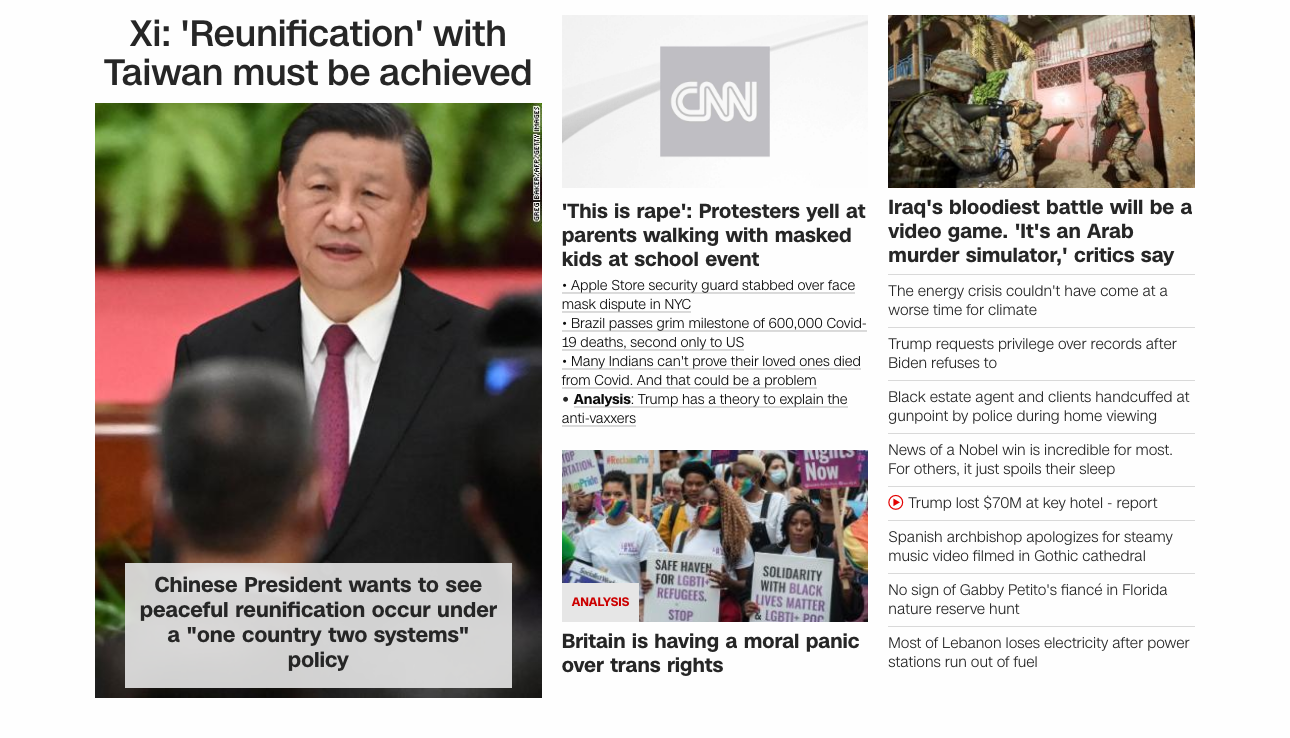 Xi: 'Reunification' with
Taiwan must be achieved
GREG BAKER/AFP/GETTY IMAGES
Chinese President wants to see
peaceful reunification occur under
a "one country two systems"
policy
CNN
'This is rape': Protesters yell at
parents walking with masked
kids at school event
• Apple Store security guard stabbed over face
mask dispute in NYC
• Brazil passes grim milestone of 600,000 Covid-
19 deaths, second only to US
• Many Indians can't prove their loved ones died
from Covid. And that could be a problem
• Analysis: Trump has a theory to explain the
anti-vaxxers
#ReclaimPride
Rights
Now
SAFE HAVEN
FOR LGBTI+
REFUGEES.
STOP
SOLIDARITY
WITH BLACK
LIVES MATTER
& LGBTI+ POC
ANALYSIS
Britain is having a moral panic
over trans rights
Iraq's bloodiest battle will be a
video game. 'It's an Arab
murder simulator,' critics say
The energy crisis couldn't have come at a
worse time for climate
Trump requests privilege over records after
Biden refuses to
Black estate agent and clients handcuffed at
gunpoint by police during home viewing
News of a Nobel win is incredible for most.
For others, it just spoils their sleep
Trump lost $70M at key hotel - report
Spanish archbishop apologizes for steamy
music video filmed in Gothic cathedral
No sign of Gabby Petito's fiancé in Florida
nature reserve hunt
Most of Lebanon loses electricity after power
stations run out of fuel